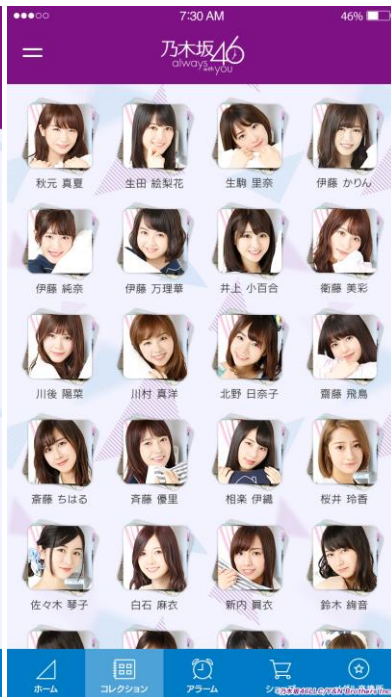 7:30 AM
46%
乃木坂46
always
with you
秋元 真夏
生田 絵梨花
生駒 里奈
伊藤 かりん
伊藤 純奈
伊藤 万理華
井上 小百合
衛藤 美彩
川後 陽菜
川村 真洋
北野 日奈子
齋藤 飛鳥
斎藤 ちはる
斉藤 優里
相楽 伊織
桜井 玲香
佐々木 琴子
白石 麻衣
新内 眞衣
鈴木 絢音
ホーム
コレクション
アラーム